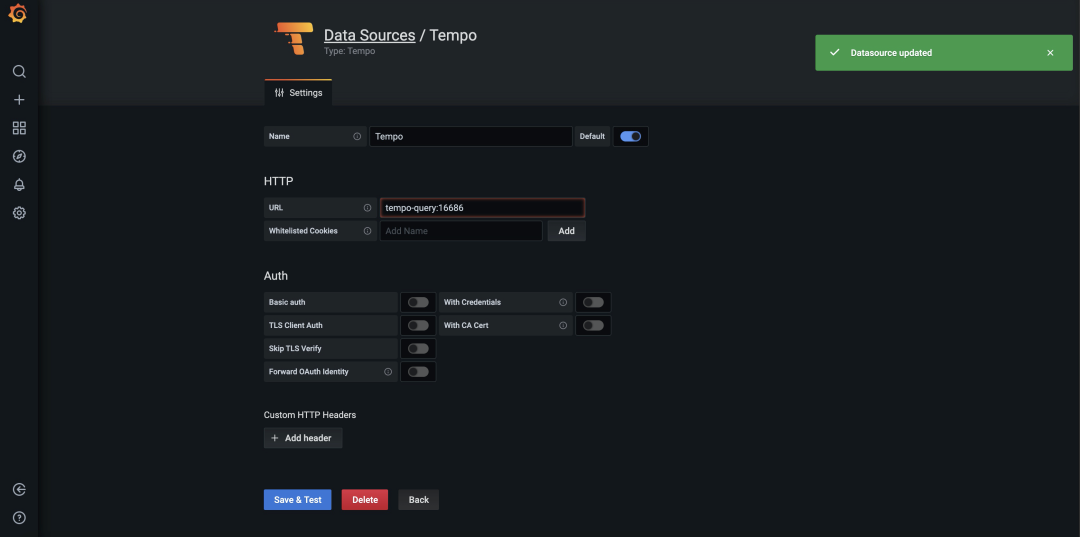 Data Sources / Tempo
Type: Tempo
Datasource updated
Settings
Name
Tempo
Default
HTTP
URL
tempo-query:16686
Whitelisted Cookies
Add Name
Add
Auth
Basic auth
With Credentials
TLS Client Auth
With CA Cert
Skip TLS Verify
Forward OAuth Identity
Custom HTTP Headers
Add header
Save & Test
Delete
Back